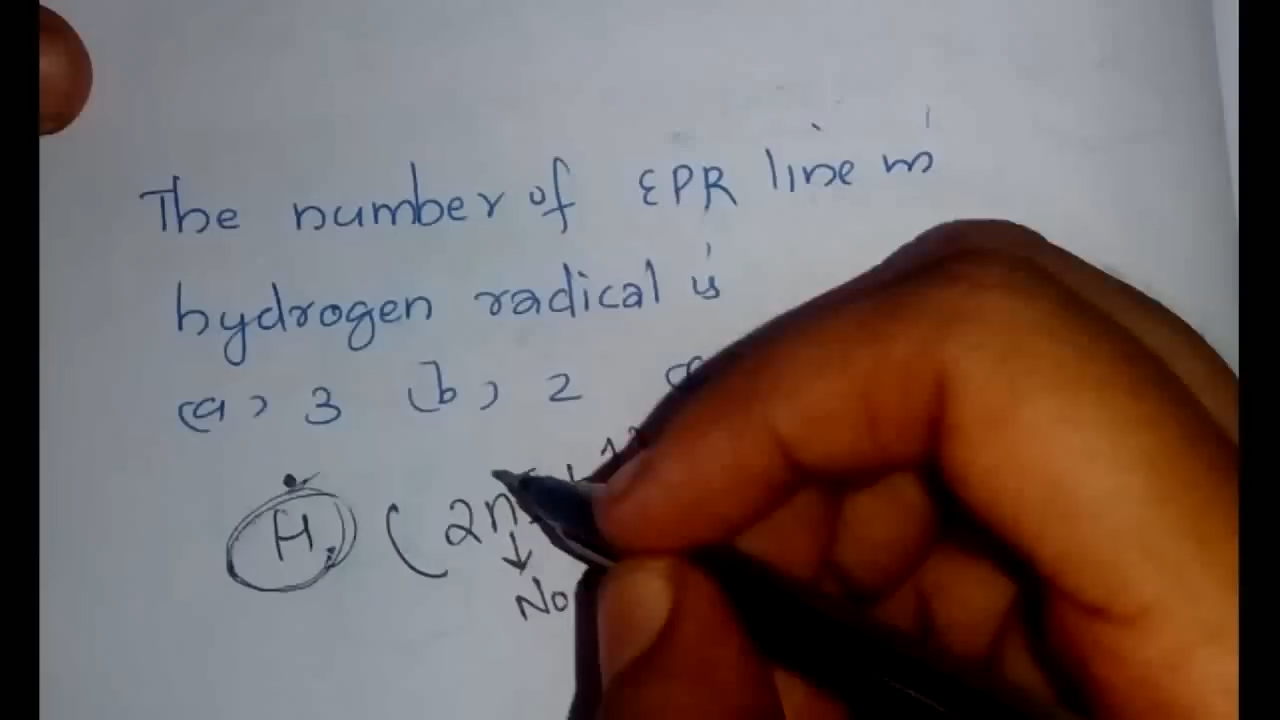 The number of EPR line in
hydrogen radical is
(a) 3 (b) 2
H (2n
No